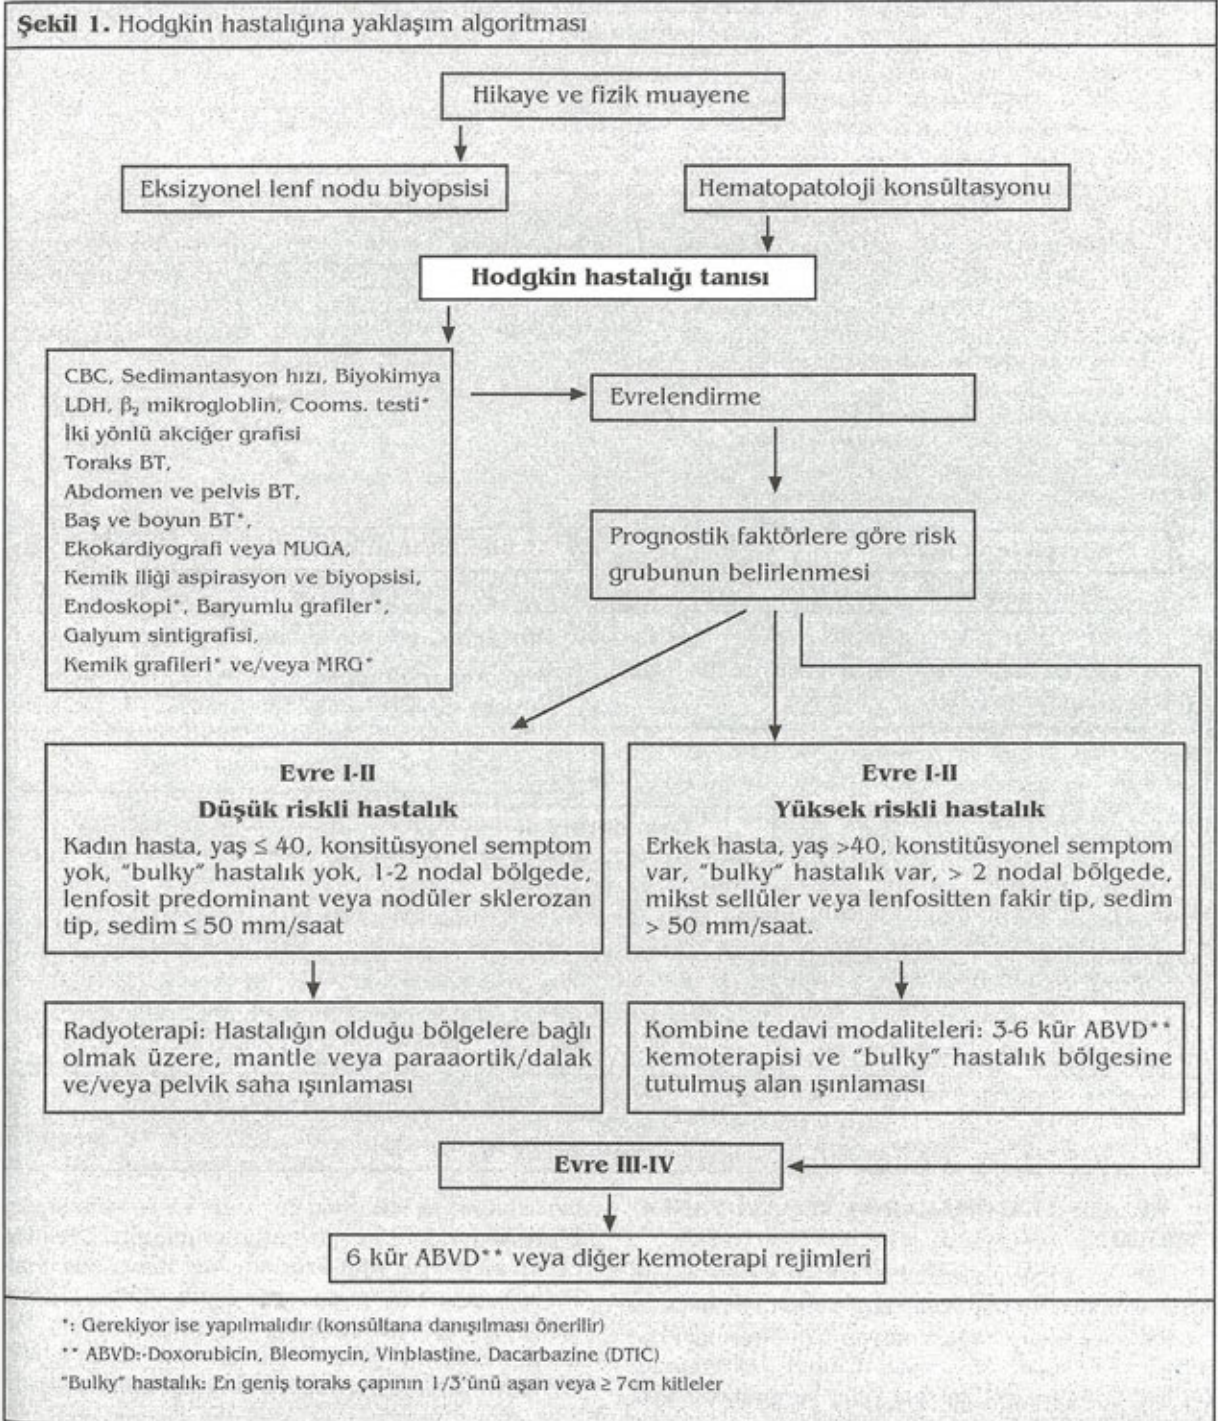 Şekil 1. Hodgkin hastalığına yaklaşım algoritması
Hikaye ve fizik muayene
Eksizyonel lenf nodu biyopsisi
Hematopatoloji konsültasyonu
Hodgkin hastalığı tanısı
CBC, Sedimantasyon hızı, Biyokimya
LDH, β₂ mikrogloblin, Cooms. testi*
İki yönlü akciğer grafisi
Toraks BT,
Abdomen ve pelvis BT,
Baş ve boyun BT*,
Ekokardiyografi veya MUGA,
Kemik iliği aspirasyon ve biyopsisi,
Endoskopi*, Baryumlu grafiler*,
Galyum sintigrafisi,
Kemik grafileri* ve/veya MRG*
Evrelendirme
Prognostik faktörlere göre risk
grubunun belirlenmesi
Evre I-II
Düşük riskli hastalık
Kadın hasta, yaş ≤ 40, konsitüsyonel semptom
yok, "bulky" hastalık yok, 1-2 nodal bölgede,
lenfosit predominant veya nodüler sklerozan
tip, sedim ≤ 50 mm/saat
Evre I-II
Yüksek riskli hastalık
Erkek hasta, yaş >40, konstitüsyonel semptom
var, "bulky" hastalık var, > 2 nodal bölgede,
mikst sellüler veya lenfositten fakir tip, sedim
> 50 mm/saat.
Radyoterapi: Hastalığın olduğu bölgelere bağlı
olmak üzere, mantle veya paraaortik/dalak
ve/veya pelvik saha ışınlaması
Kombine tedavi modaliteleri: 3-6 kür ABVD**
kemoterapisi ve "bulky" hastalık bölgesine
tutulmuş alan ışınlaması
Evre III-IV
6 kür ABVD** veya diğer kemoterapi rejimleri
*: Gerekiyor ise yapılmalıdır (konsültana danışılması önerilir)
** ABVD:-Doxorubicin, Bleomycin, Vinblastine, Dacarbazine (DTIC)
"Bulky" hastalık: En geniş toraks çapının 1/3'ünü aşan veya ≥ 7cm kitleler